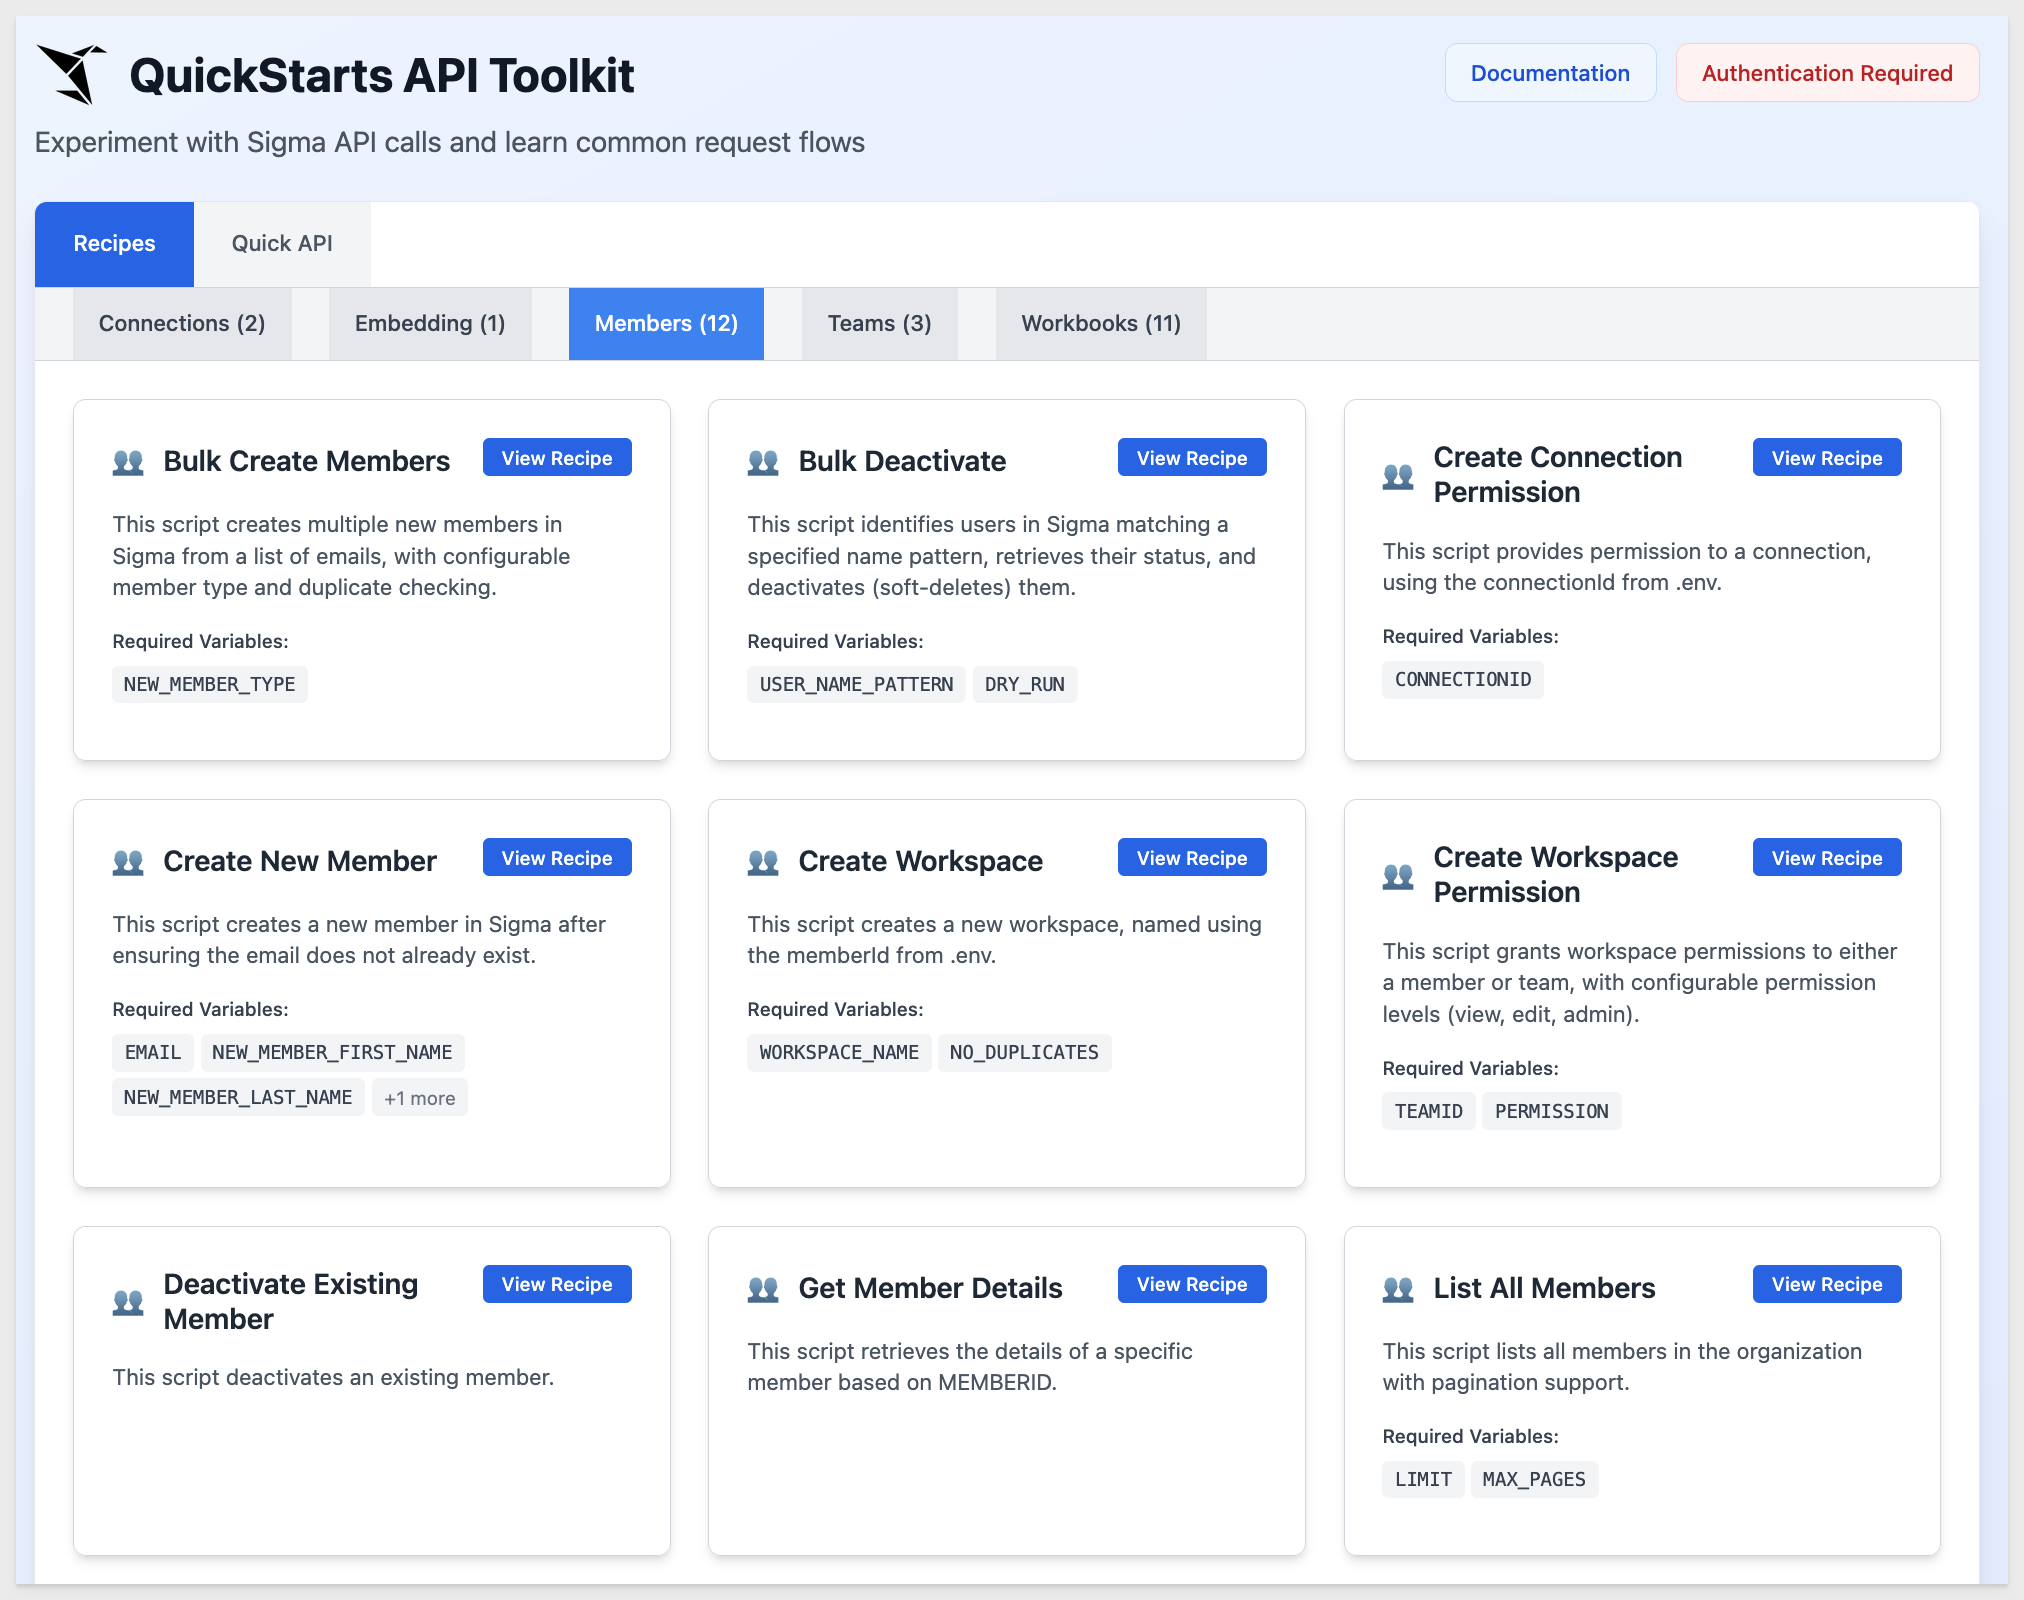 QuickStarts API Toolkit
Documentation
Authentication Required
Experiment with Sigma API calls and learn common request flows
Recipes
Quick API
Connections (2)
Embedding (1)
Members (12)
Teams (3)
Workbooks (11)
Bulk Create Members
View Recipe
This script creates multiple new members in
Sigma from a list of emails, with configurable
member type and duplicate checking.
Required Variables:
NEW_MEMBER_TYPE
Bulk Deactivate
View Recipe
This script identifies users in Sigma matching a
specified name pattern, retrieves their status, and
deactivates (soft-deletes) them.
Required Variables:
USER_NAME_PATTERN
DRY_RUN
Create Connection
Permission
View Recipe
This script provides permission to a connection,
using the connectionId from .env.
Required Variables:
CONNECTIONID
Create New Member
View Recipe
This script creates a new member in Sigma after
ensuring the email does not already exist.
Required Variables:
EMAIL
NEW_MEMBER_FIRST_NAME
NEW_MEMBER_LAST_NAME
+1 more
Create Workspace
View Recipe
This script creates a new workspace, named using
the memberId from .env.
Required Variables:
WORKSPACE_NAME
NO_DUPLICATES
Create Workspace
Permission
View Recipe
This script grants workspace permissions to either
a member or team, with configurable permission
levels (view, edit, admin).
Required Variables:
TEAMID
PERMISSION
Deactivate Existing
Member
View Recipe
This script deactivates an existing member.
Get Member Details
View Recipe
This script retrieves the details of a specific
member based on MEMBERID.
List All Members
View Recipe
This script lists all members in the organization
with pagination support.
Required Variables:
LIMIT
MAX_PAGES